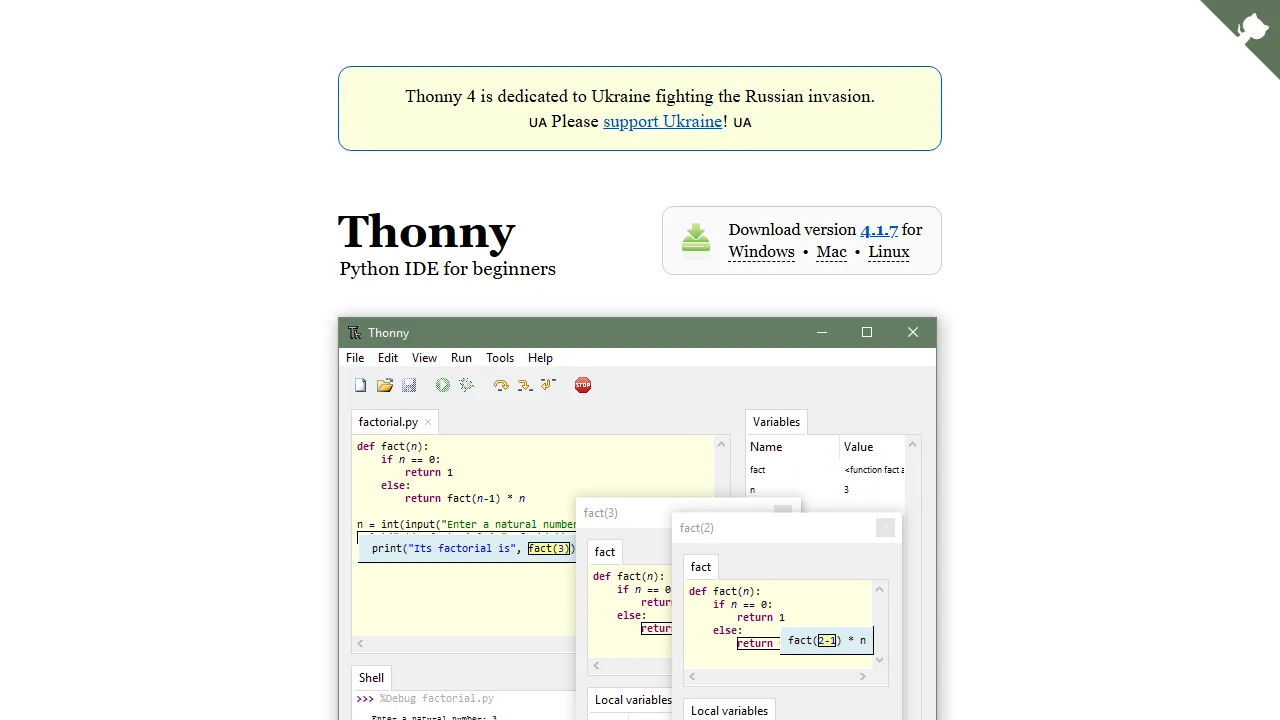 Thonny 4 is dedicated to Ukraine fighting the Russian invasion.
UA Please support Ukraine! UA
Thonny
Python IDE for beginners
Download version 4.1.7 for
Windows • Mac • Linux
Thonny
File Edit View Run Tools Help
STOP
factorial.py
def fact(n):
    if n == 0:
        return 1
    else:
        return fact(n-1) * n
n = int(input("Enter a natural number
print("Its factorial is", fact(3))
Shell
>>> %Debug factorial.py
Enter a natural number: 3
Variables
Name Value
fact <function fact a
n 3
fact(3)
fact
def fact(n):
    if n == 0
        retur
    else:
        retur
Local variables
fact(2)
fact
def fact(n):
    if n == 0:
        return 1
    else:
        return
fact(2-1) * n
Local variables